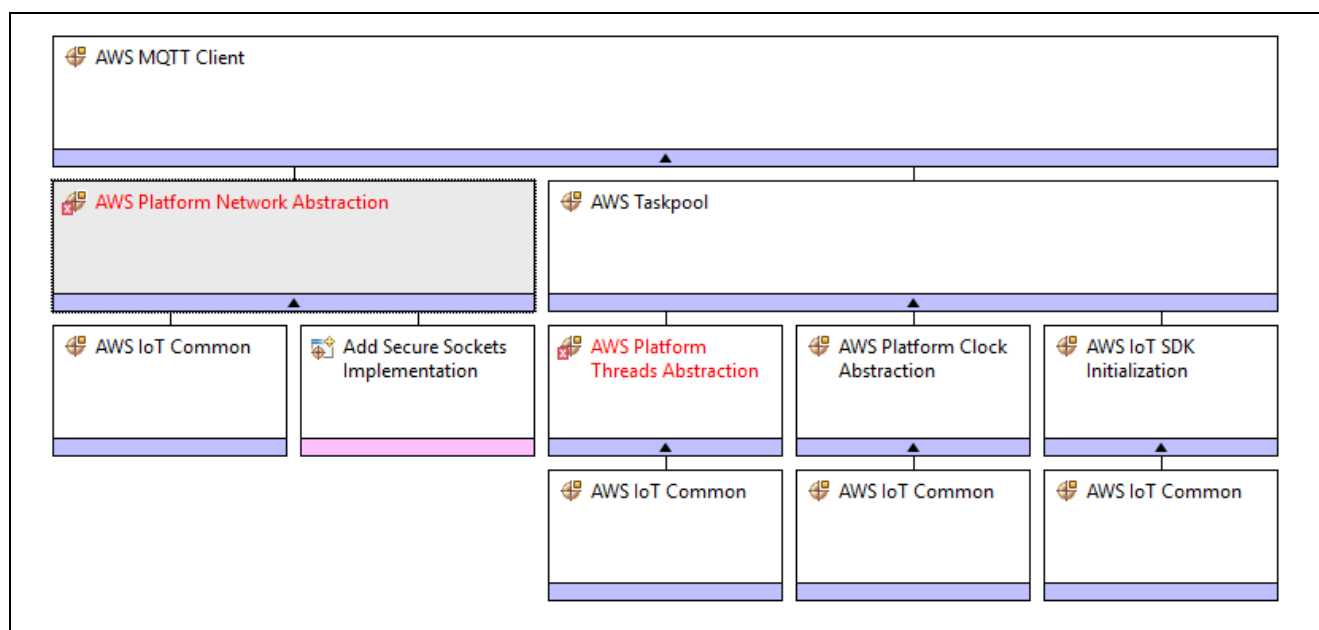 AWS MQTT Client
AWS Platform Network Abstraction
AWS Taskpool
AWS IoT Common
Add Secure Sockets
Implementation
AWS Platform
Threads Abstraction
AWS Platform Clock
Abstraction
AWS IoT SDK
Initialization
AWS IoT Common
AWS IoT Common
AWS IoT Common